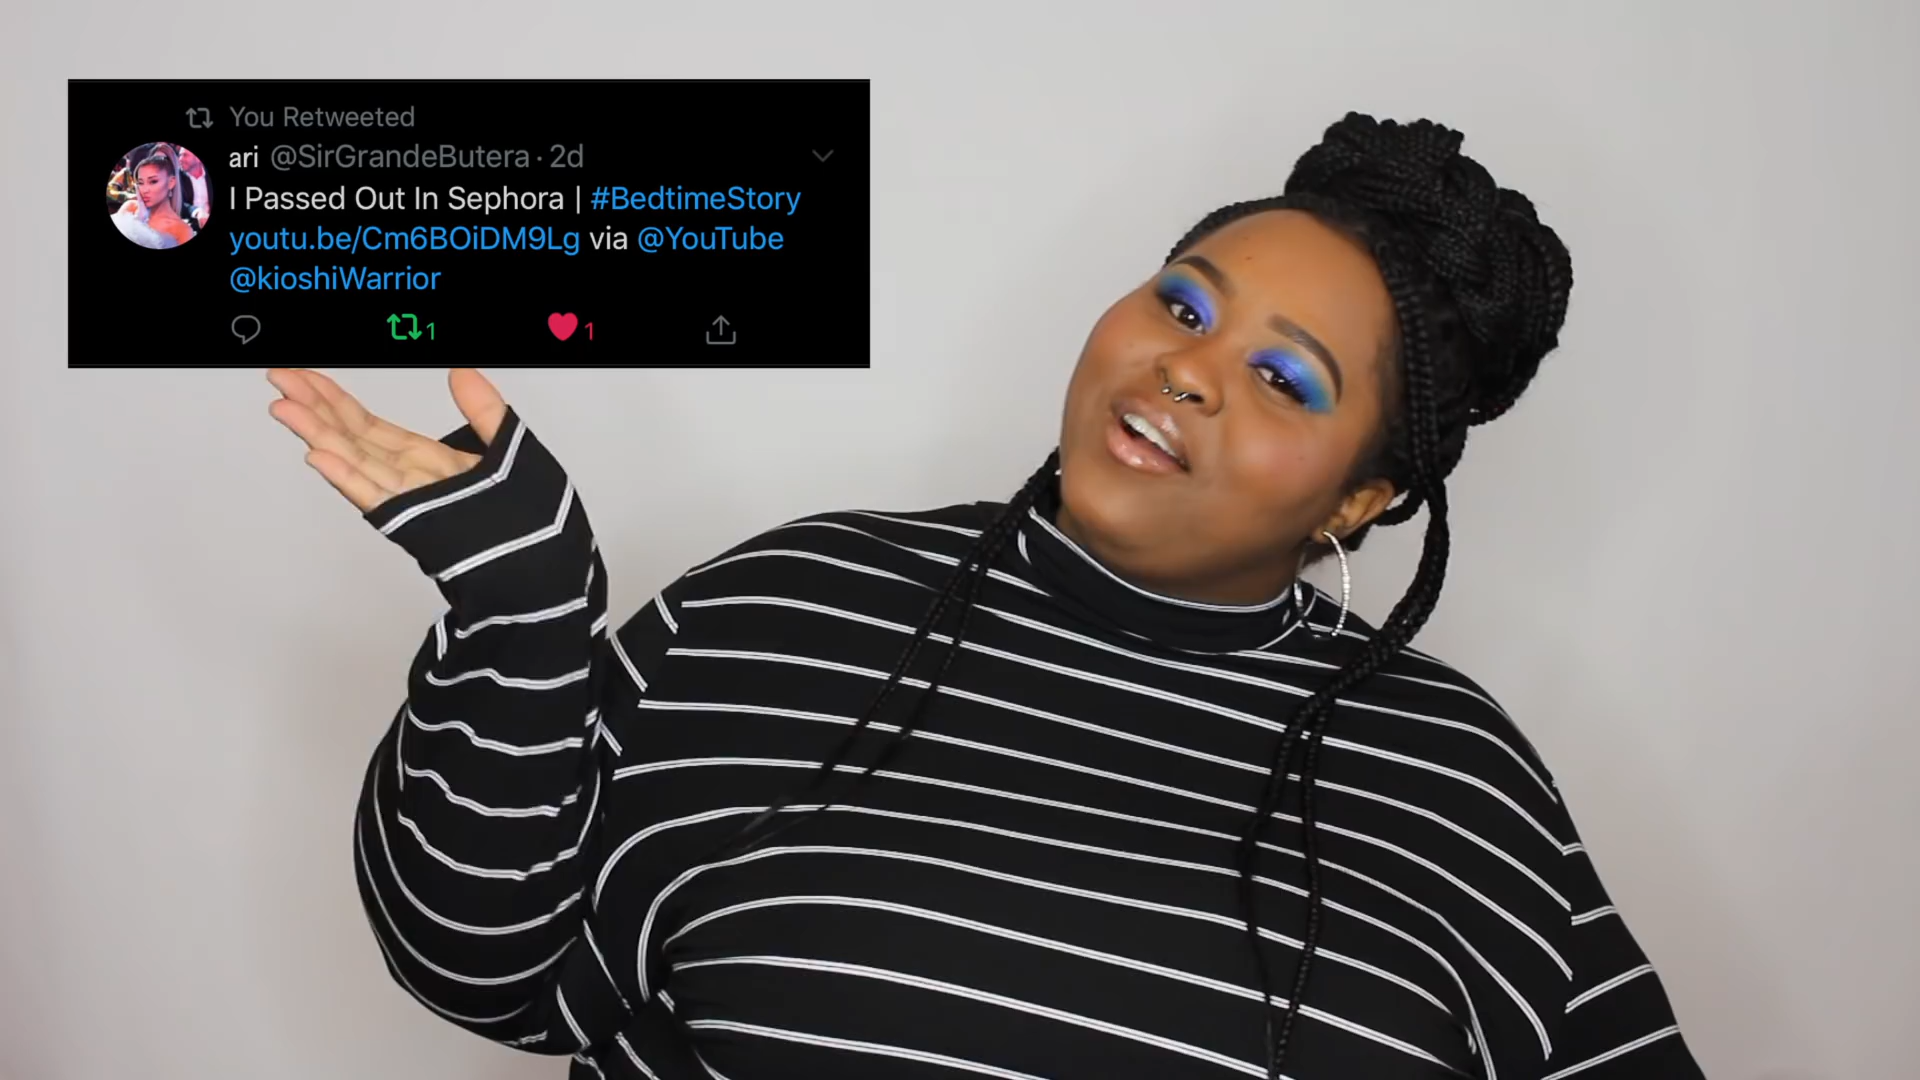 You Retweeted
ari @SirGrandeButera · 2d
I Passed Out In Sephora | #BedtimeStory
youtu.be/Cm6BOiDM9Lg via @YouTube
@kioshiWarrior
1 1